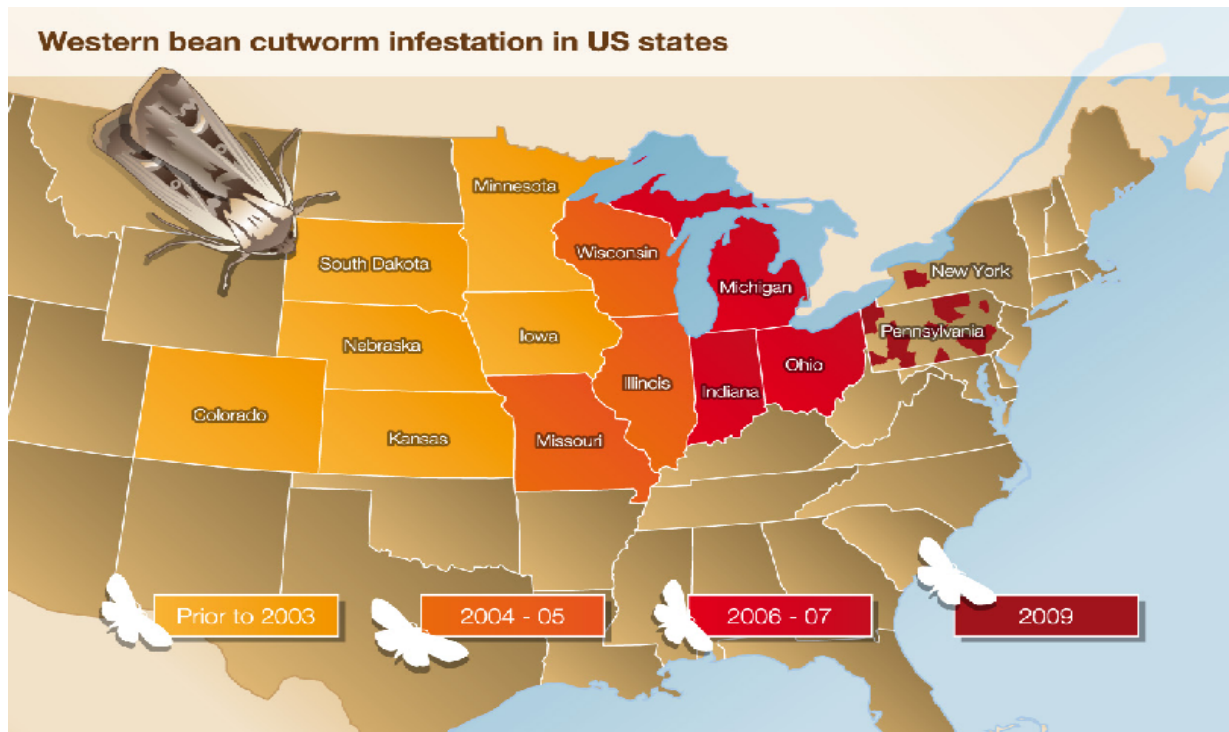 Western bean cutworm infestation in US states
Minnesota
South Dakota
Wisconsin
Michigan
New York
Nebraska
Iowa
Pennsylvania
Colorado
Kansas
Missouri
Illinois
Indiana
Ohio
Prior to 2003
2004 - 05
2006 - 07
2009